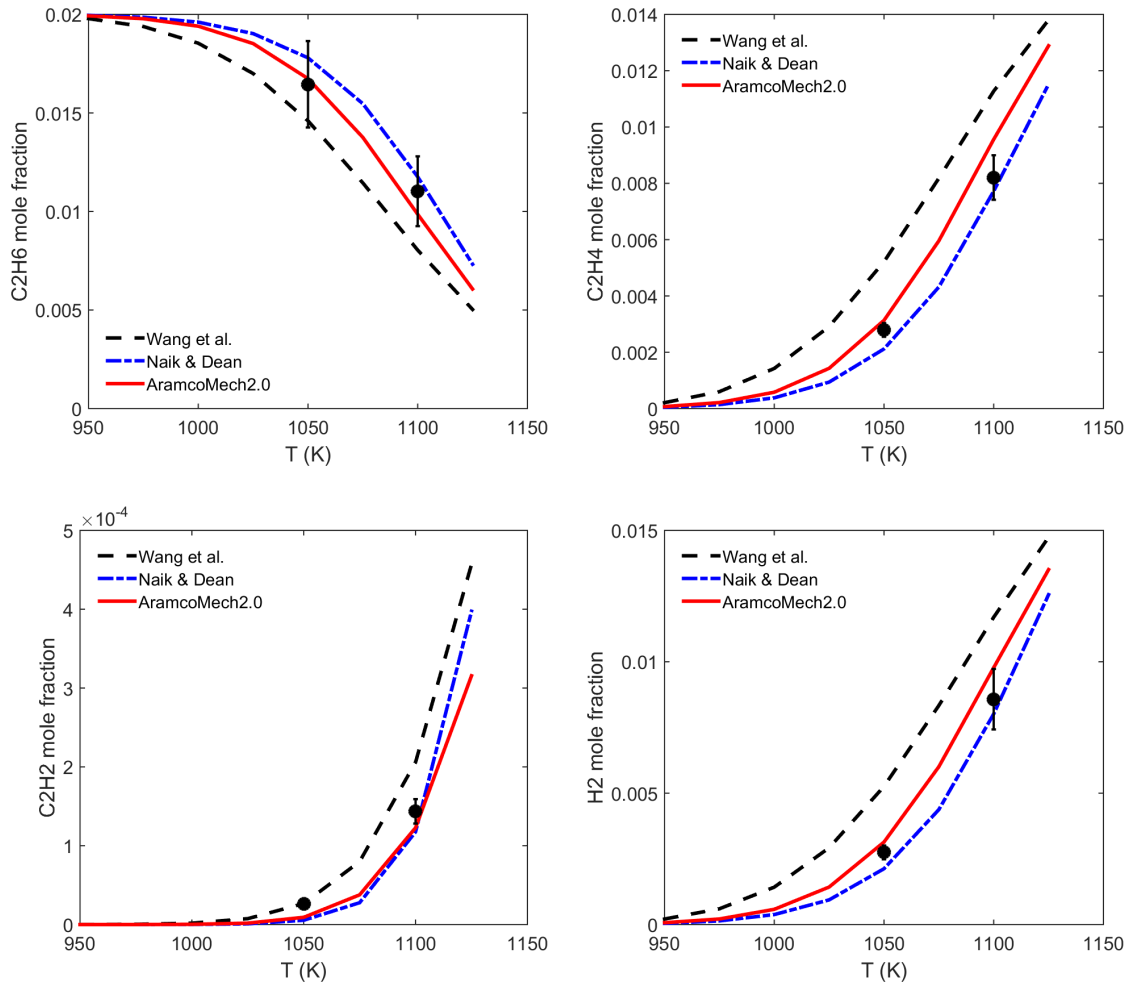 0.02
0.015
0.01
0.005
0
950
1000
1050
1100
1150
C2H6 mole fraction
T (K)
Wang et al.
Naik & Dean
AramcoMech2.0
0.014
0.012
0.01
0.008
0.006
0.004
0.002
0
950
1000
1050
1100
1150
C2H4 mole fraction
T (K)
Wang et al.
Naik & Dean
AramcoMech2.0
×10-4
5
4
3
2
1
0
950
1000
1050
1100
1150
C2H2 mole fraction
T (K)
Wang et al.
Naik & Dean
AramcoMech2.0
0.015
0.01
0.005
0
950
1000
1050
1100
1150
H2 mole fraction
T (K)
Wang et al.
Naik & Dean
AramcoMech2.0